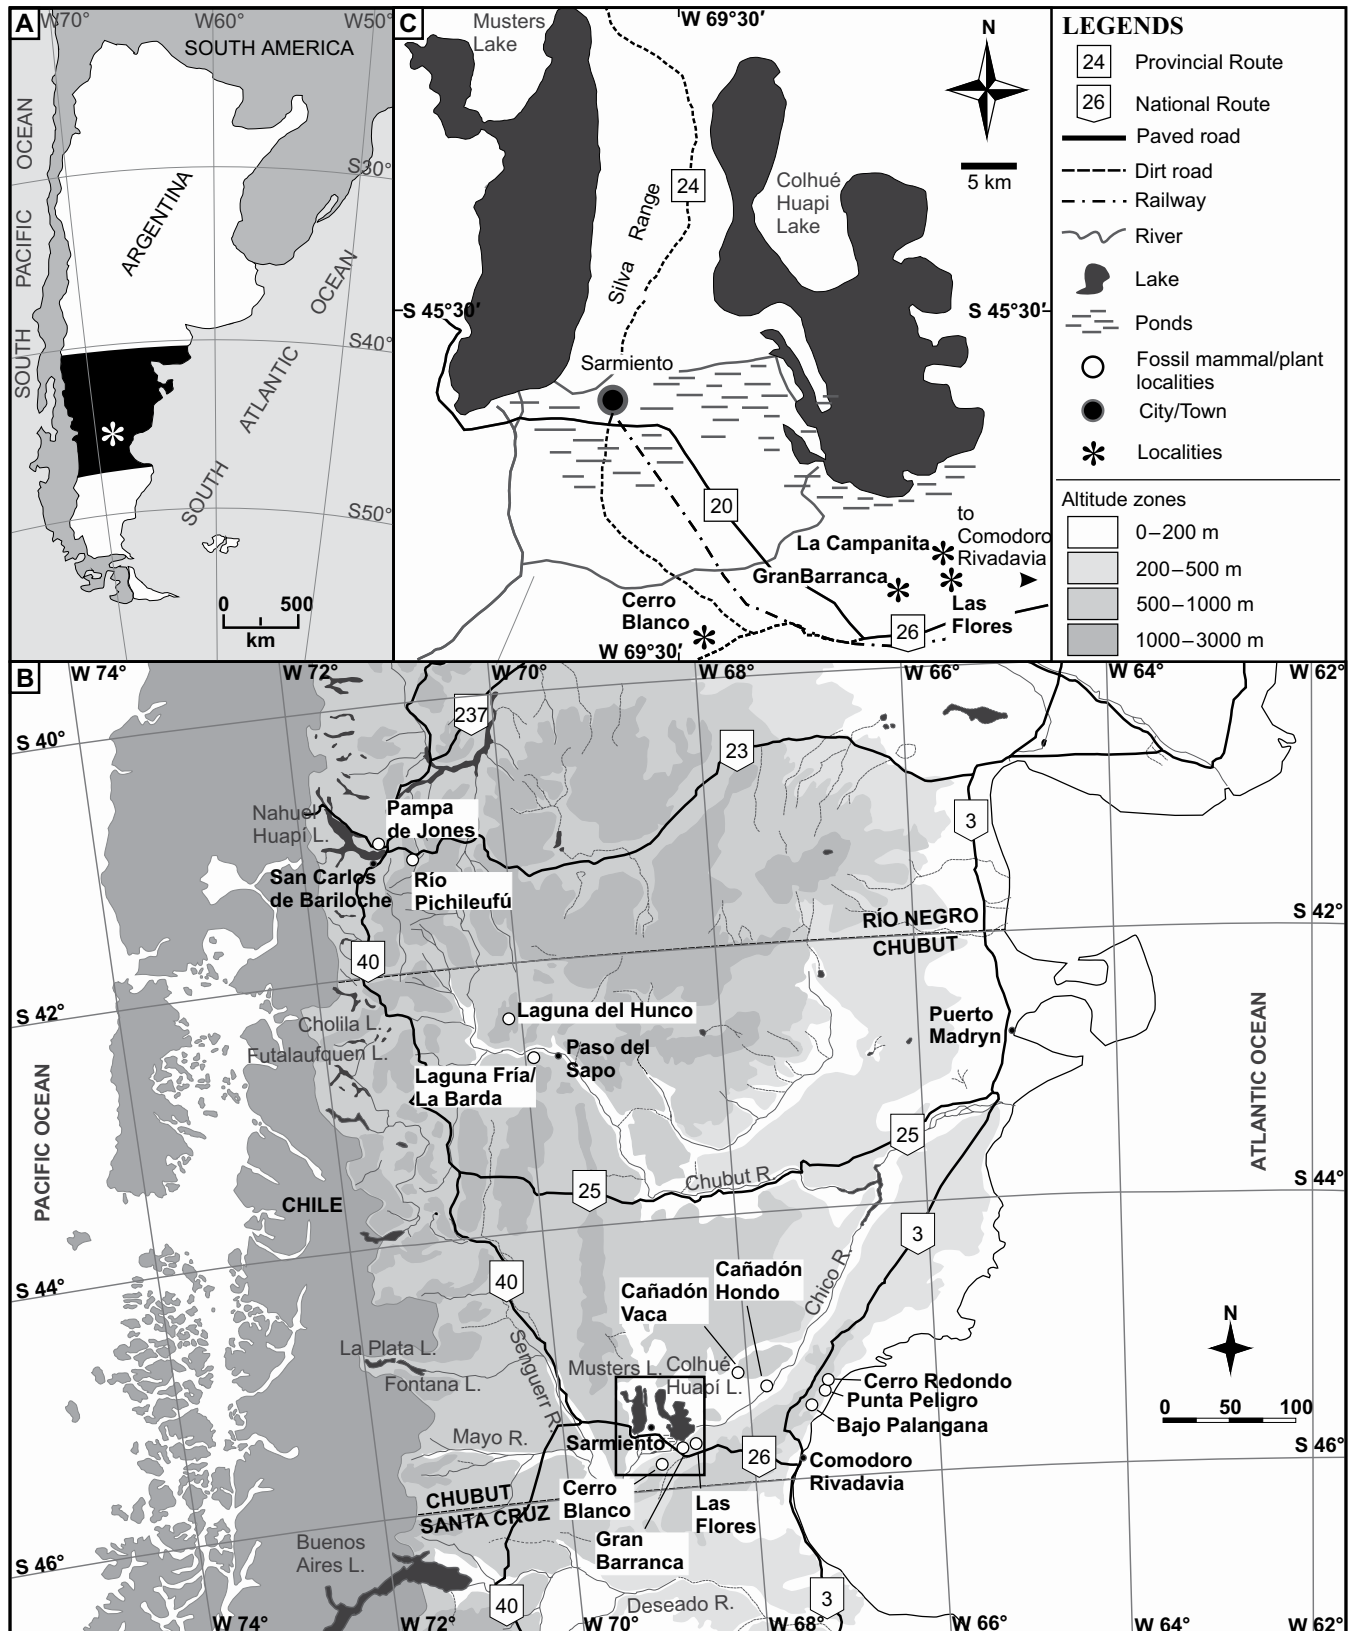 A
W70°
W60°
W50°
SOUTH AMERICA
SOUTH PACIFIC OCEAN
ARGENTINA
S30°
S40°
S50°
SOUTH ATLANTIC OCEAN
0 500
km
C
Musters
Lake
W 69°30′
N
5 km
24
Colhué
Huapi
Lake
Silva Range
S 45°30′
S 45°30′
Sarmiento
20
La Campanita
to
Comodoro
Rivadavia
GranBarranca
Las
Flores
Cerro
Blanco
26
W 69°30′
LEGENDS
24 Provincial Route
26 National Route
Paved road
Dirt road
Railway
River
Lake
Ponds
Fossil mammal/plant
localities
City/Town
Localities
Altitude zones
0–200 m
200–500 m
500–1000 m
1000–3000 m
B
W 74°
W 72°
W 70°
W 68°
W 66°
W 64°
W 62°
S 40°
237
23
3
Nahuel
Huapí L.
Pampa
de Jones
San Carlos
de Bariloche
Río
Pichileufú
RÍO NEGRO
CHUBUT
S 42°
40
S 42°
Laguna del Hunco
Cholila L.
Futalaufquen L.
Paso del
Sapo
Laguna Fría/
La Barda
Puerto
Madryn
PACIFIC OCEAN
ATLANTIC OCEAN
25
Chubut R.
25
S 44°
CHILE
3
S 44°
40
Cañadón
Hondo
Cañadón
Vaca
Chico R.
N
La Plata L.
Fontana L.
Senguerr R.
Musters L.
Colhué
Huapí L.
Cerro Redondo
Punta Peligro
Bajo Palangana
0 50 100
Mayo R.
Sarmiento
26
S 46°
Comodoro
Rivadavia
CHUBUT
SANTA CRUZ
Cerro
Blanco
Las
Flores
Gran
Barranca
Buenos
Aires L.
S 46°
40
Deseado R.
3
W 74°
W 72°
W 70°
W 68°
W 66°
W 64°
W 62°